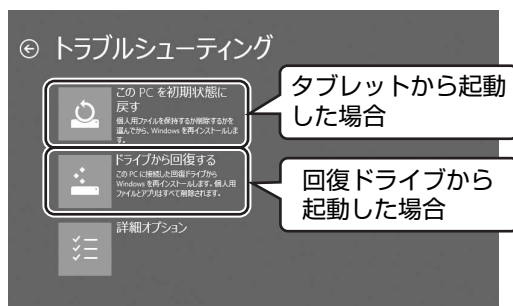 トラブルシューティング
この PC を初期状態に
戻す
個人用ファイルを保持するか削除するかを
選んでから、Windows を再インストールしま
す。
タブレットから起動
した場合
ドライブから回復する
この PC に接続した回復ドライブから
Windows を再インストールします。個人用
ファイルとアプリはすべて削除されます。
回復ドライブから
起動した場合
詳細オプション